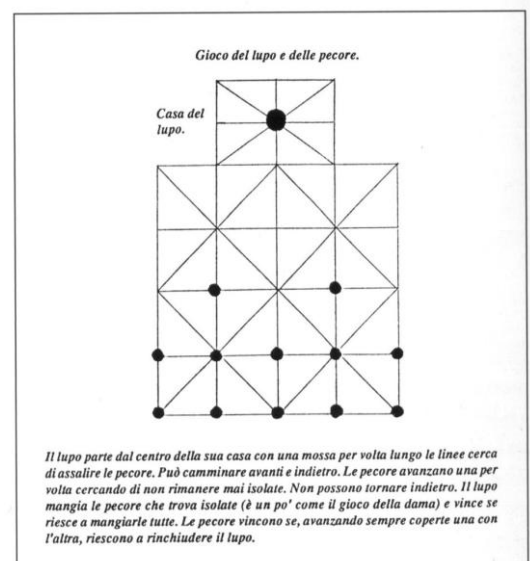 Gioco del lupo e delle pecore.
Casa del
lupo.
Il lupo parte dal centro della sua casa con una mossa per volta lungo le linee cerca
di assalire le pecore. Può camminare avanti e indietro. Le pecore avanzano una per
volta cercando di non rimanere mai isolate. Non possono tornare indietro. Il lupo
mangia le pecore che trova isolate (è un po' come il gioco della dama) e vince se
riesce a mangiarle tutte. Le pecore vincono se, avanzando sempre coperte una con
l'altra, riescono a rinchiudere il lupo.